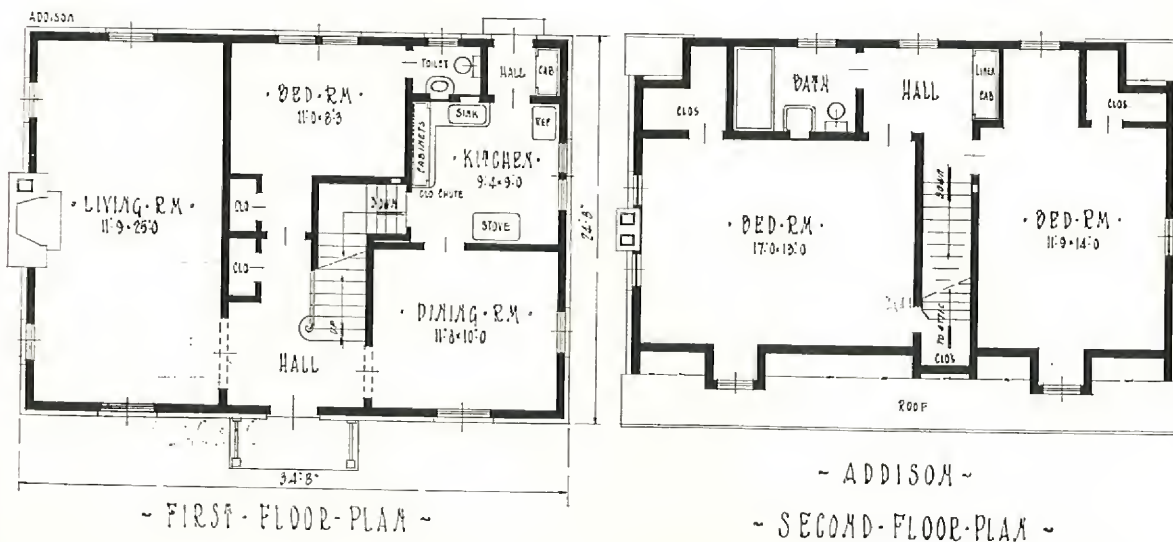 ADDISON
TOILET
HALL
CAB
BED-RM
11'-0×8'-3
SINK
REF
CABINETS
KITCHEN
9'-4×9'-0
CLO CHUTE
LIVING-RM
11'-9×25'-0
CLO
DOWN
STOVE
CLO
DINING-RM
11'-8×10'-0
UP
HALL
24'-8"
34'-8"
~ FIRST-FLOOR-PLAN ~
BATH
HALL
LINEN
CAB
CLOS
CLOS
DOWN
BED-RM
17'-0×13'-0
BED-RM
11'-9×14'-0
TO ATTIC
CLOS
ROOF
~ ADDISON ~
~ SECOND-FLOOR-PLAN ~